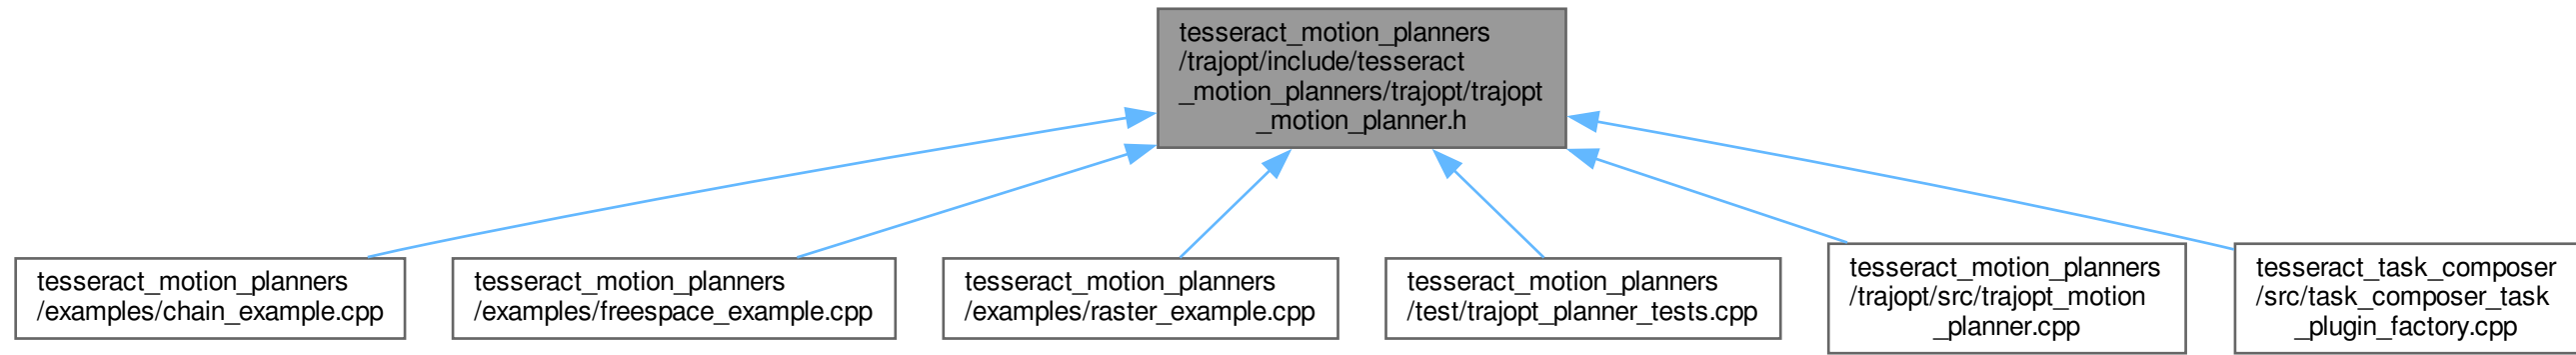 tesseract_motion_planners
/trajopt/include/tesseract
_motion_planners/trajopt/trajopt
_motion_planner.h
tesseract_motion_planners
/examples/chain_example.cpp
tesseract_motion_planners
/examples/freespace_example.cpp
tesseract_motion_planners
/examples/raster_example.cpp
tesseract_motion_planners
/test/trajopt_planner_tests.cpp
tesseract_motion_planners
/trajopt/src/trajopt_motion
_planner.cpp
tesseract_task_composer
/src/task_composer_task
_plugin_factory.cpp